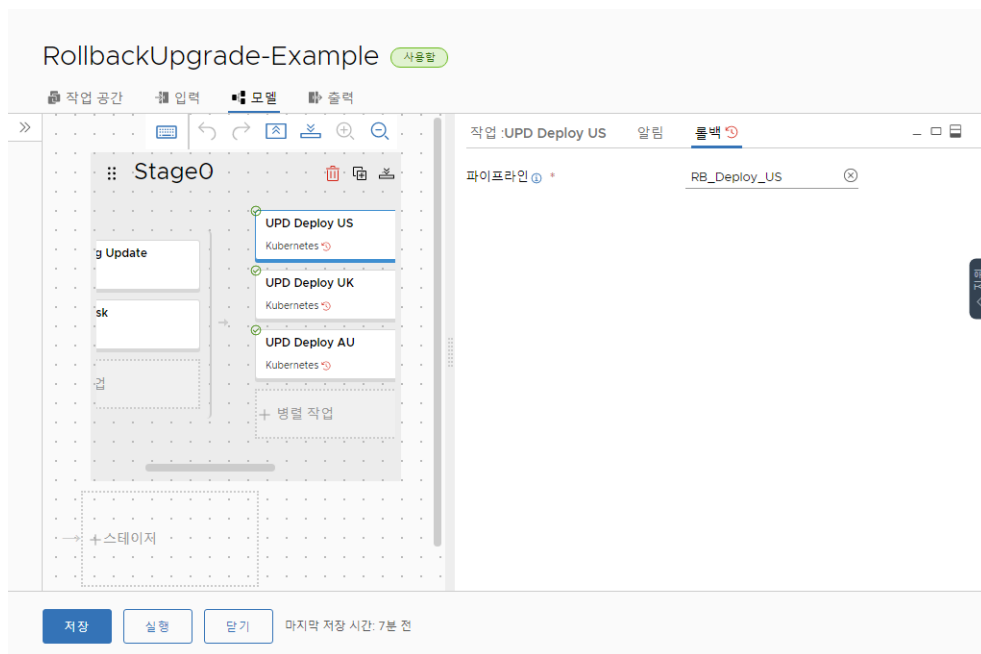 RollbackUpgrade-Example 사용함
작업 공간 입력 모델 출력
작업 :UPD Deploy US 알림 롤백
Stage0
파이프라인 * RB_Deploy_US
UPD Deploy US
Kubernetes
g Update
UPD Deploy UK
Kubernetes
sk
UPD Deploy AU
Kubernetes
업
+ 병렬 작업
+스테이저
지원
저장 실행 닫기 마지막 저장 시간: 7분 전